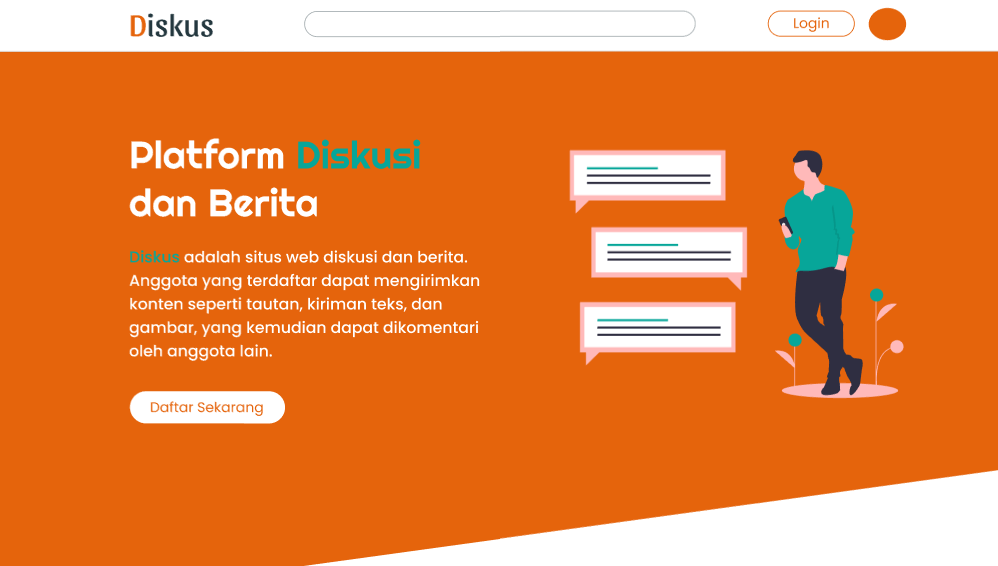 Diskus
Login
Platform Diskusi
dan Berita
Diskus adalah situs web diskusi dan berita.
Anggota yang terdaftar dapat mengirimkan
konten seperti tautan, kiriman teks, dan
gambar, yang kemudian dapat dikomentari
oleh anggota lain.
Daftar Sekarang